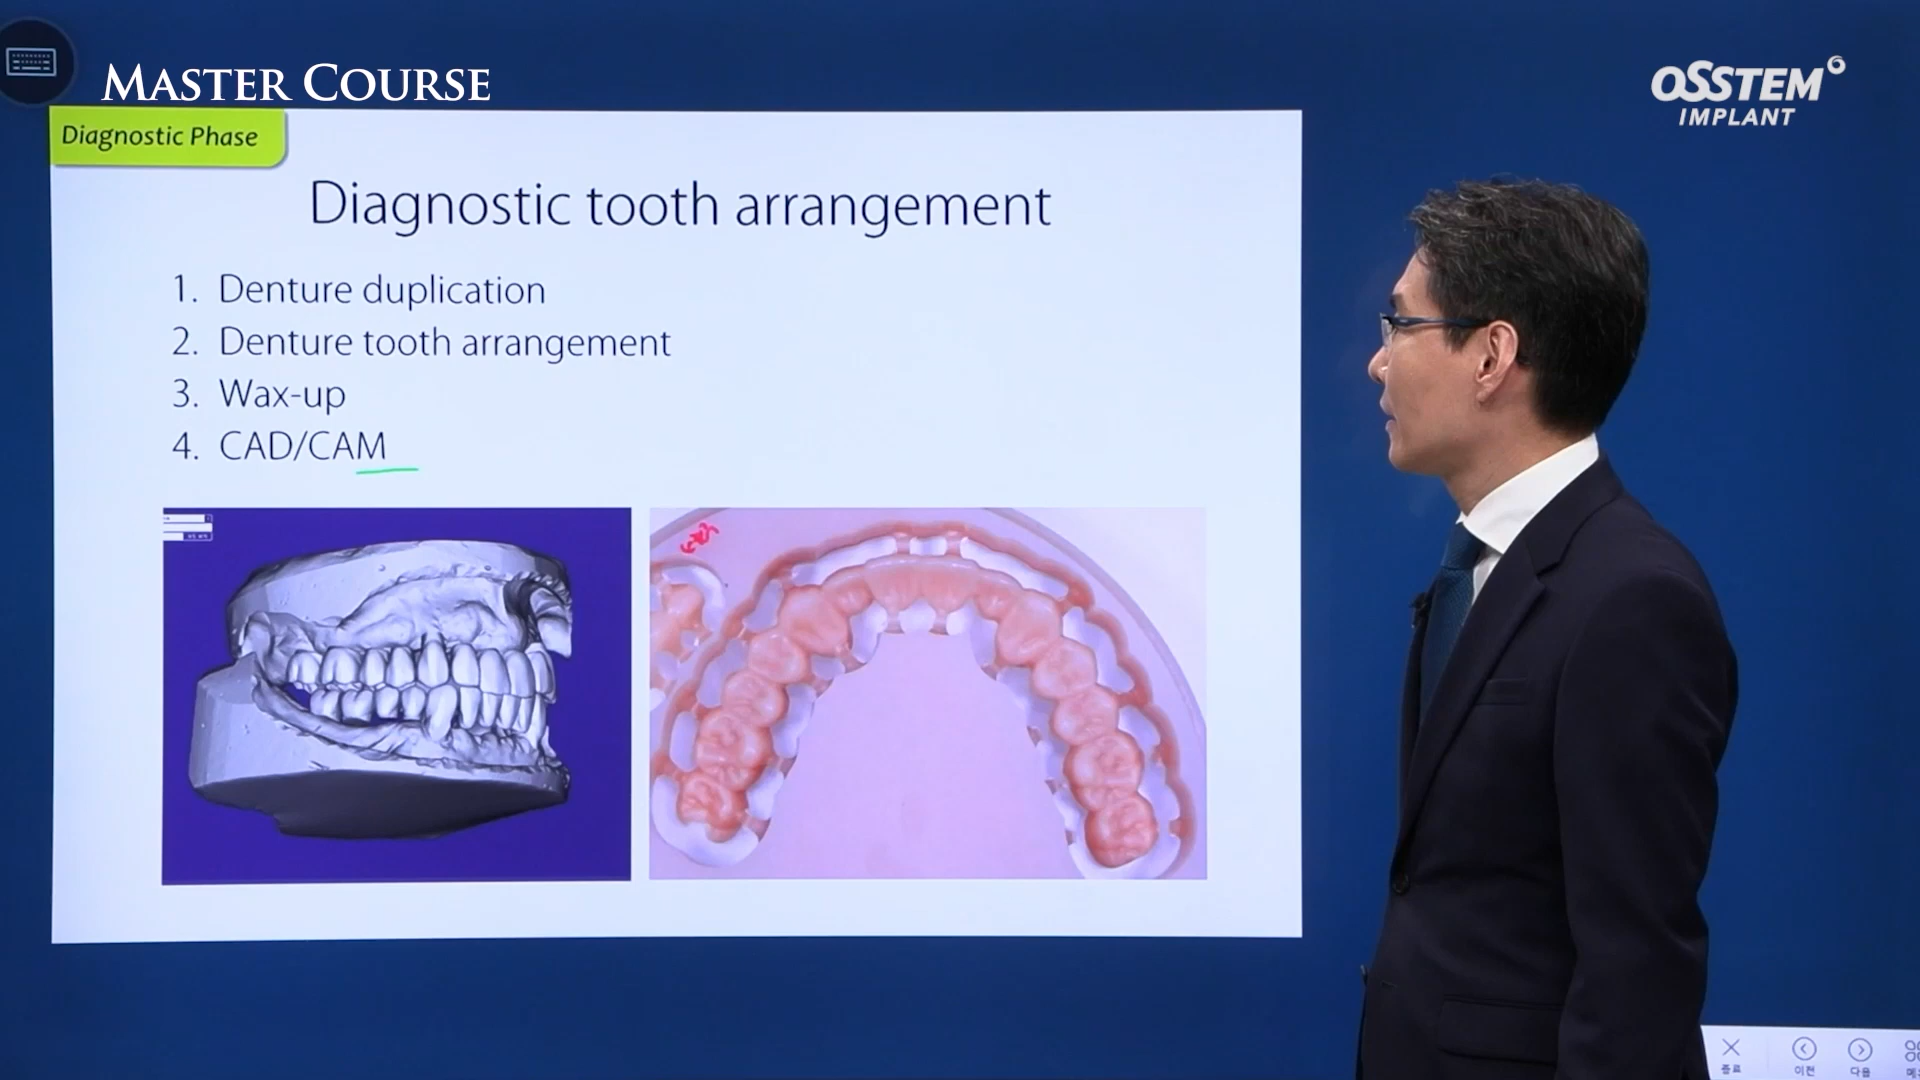 MASTER COURSE
OSSTEM
IMPLANT
Diagnostic Phase
Diagnostic tooth arrangement
1. Denture duplication
2. Denture tooth arrangement
3. Wax-up
4. CAD/CAM
종료
이전
다음